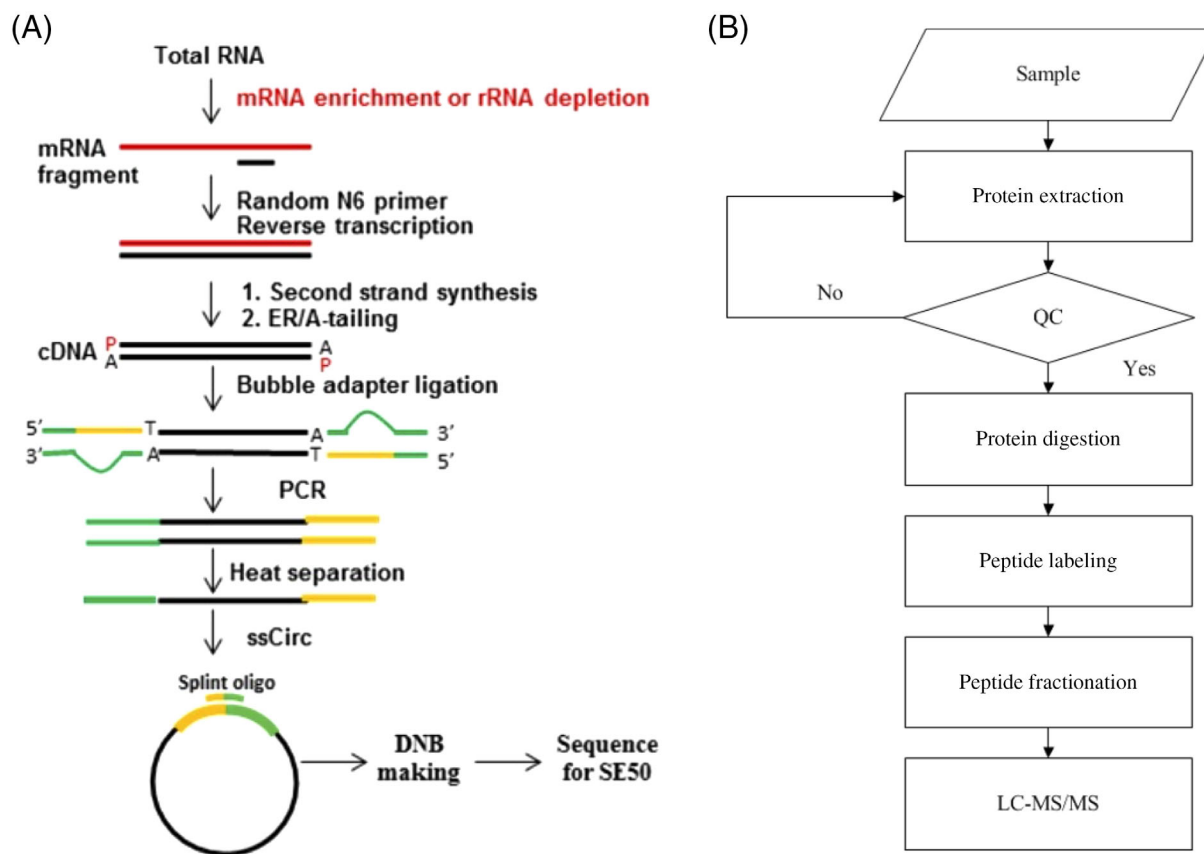 (A)
Total RNA
mRNA enrichment or rRNA depletion
mRNA
fragment
Random N6 primer
Reverse transcription
1. Second strand synthesis
2. ER/A-tailing
cDNA P A
A P
Bubble adapter ligation
5' T A 3'
3' A T 5'
PCR
Heat separation
ssCirc
Splint oligo
DNB
making
Sequence
for SE50
(B)
Sample
Protein extraction
No
QC
Yes
Protein digestion
Peptide labeling
Peptide fractionation
LC-MS/MS